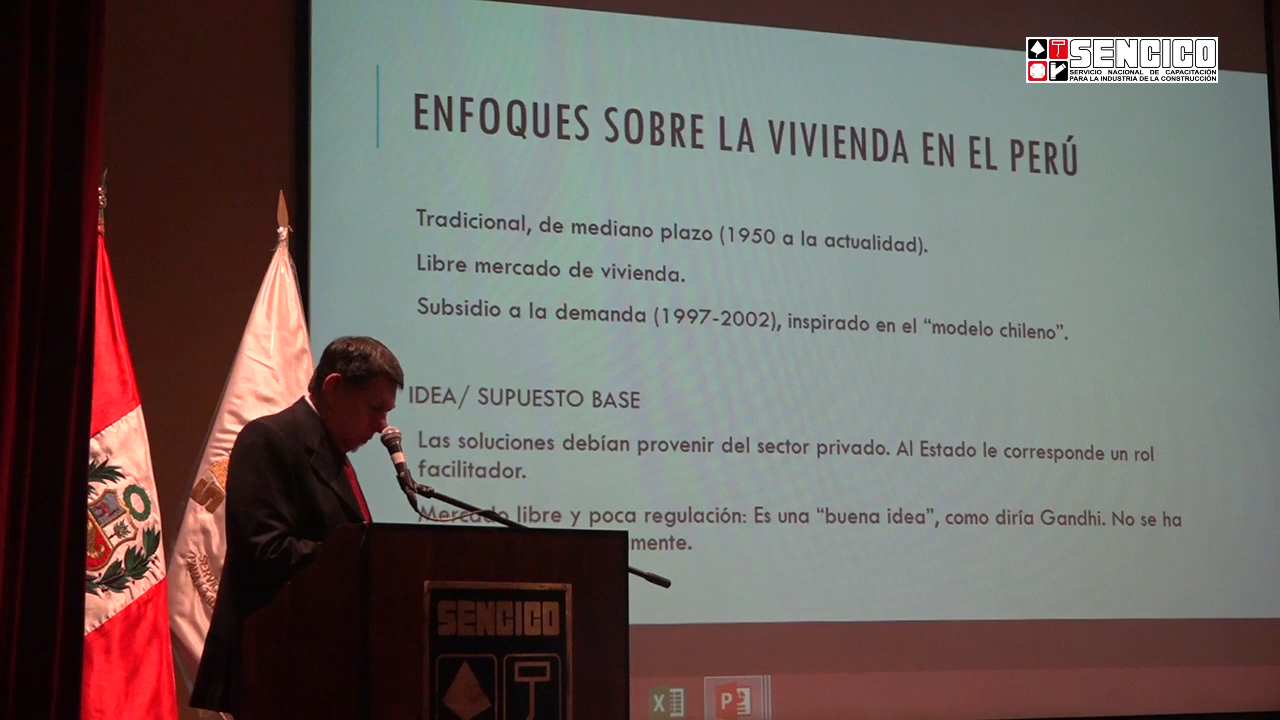 SENCICO
SERVICIO NACIONAL DE CAPACITACIÓN
PARA LA INDUSTRIA DE LA CONSTRUCCIÓN
ENFOQUES SOBRE LA VIVIENDA EN EL PERÚ
Tradicional, de mediano plazo (1950 a la actualidad).
Libre mercado de vivienda.
Subsidio a la demanda (1997-2002), inspirado en el “modelo chileno”.
IDEA/ SUPUESTO BASE
Las soluciones debían provenir del sector privado. Al Estado le corresponde un rol
facilitador.
Mercado libre y poca regulación: Es una “buena idea”, como diría Gandhi. No se ha
mente.
SENCICO